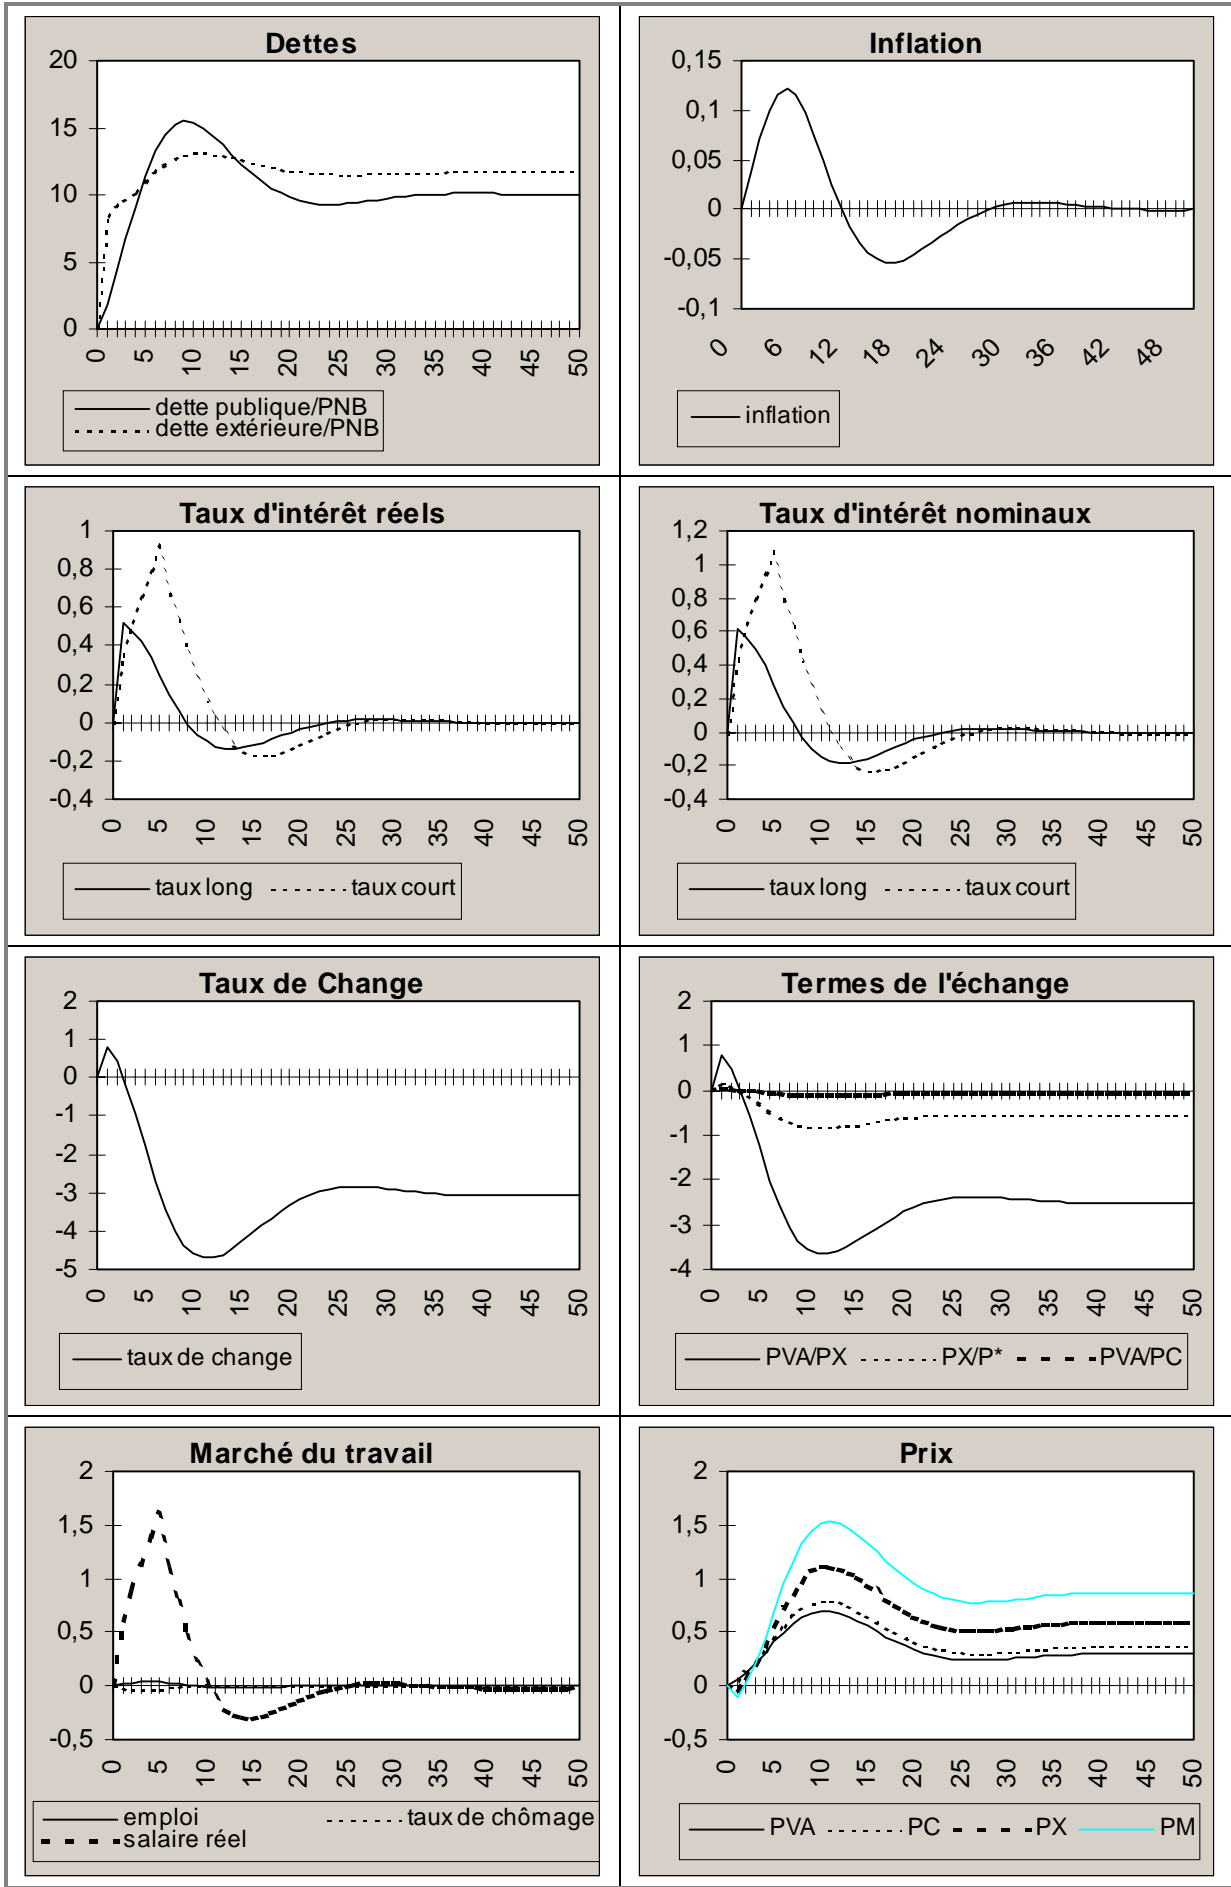 Dettes
20
15
10
5
0
0 5 10 15 20 25 30 35 40 45 50
dette publique/PNB
dette extérieure/PNB
Inflation
0,15
0,1
0,05
0
-0,05
-0,1
0 6 12 18 24 30 36 42 48
inflation
Taux d'intérêt réels
1
0,8
0,6
0,4
0,2
0
-0,2
-0,4
0 5 10 15 20 25 30 35 40 45 50
taux long taux court
Taux d'intérêt nominaux
1,2
1
0,8
0,6
0,4
0,2
0
-0,2
-0,4
0 5 10 15 20 25 30 35 40 45 50
taux long taux court
Taux de Change
2
1
0
-1
-2
-3
-4
-5
0 5 10 15 20 25 30 35 40 45 50
taux de change
Termes de l'échange
2
1
0
-1
-2
-3
-4
0 5 10 15 20 25 30 35 40 45 50
PVA/PX PX/P* PVA/PC
Marché du travail
2
1,5
1
0,5
0
-0,5
0 5 10 15 20 25 30 35 40 45 50
emploi taux de chômage
salaire réel
Prix
2
1,5
1
0,5
0
-0,5
0 5 10 15 20 25 30 35 40 45 50
PVA PC PX PM